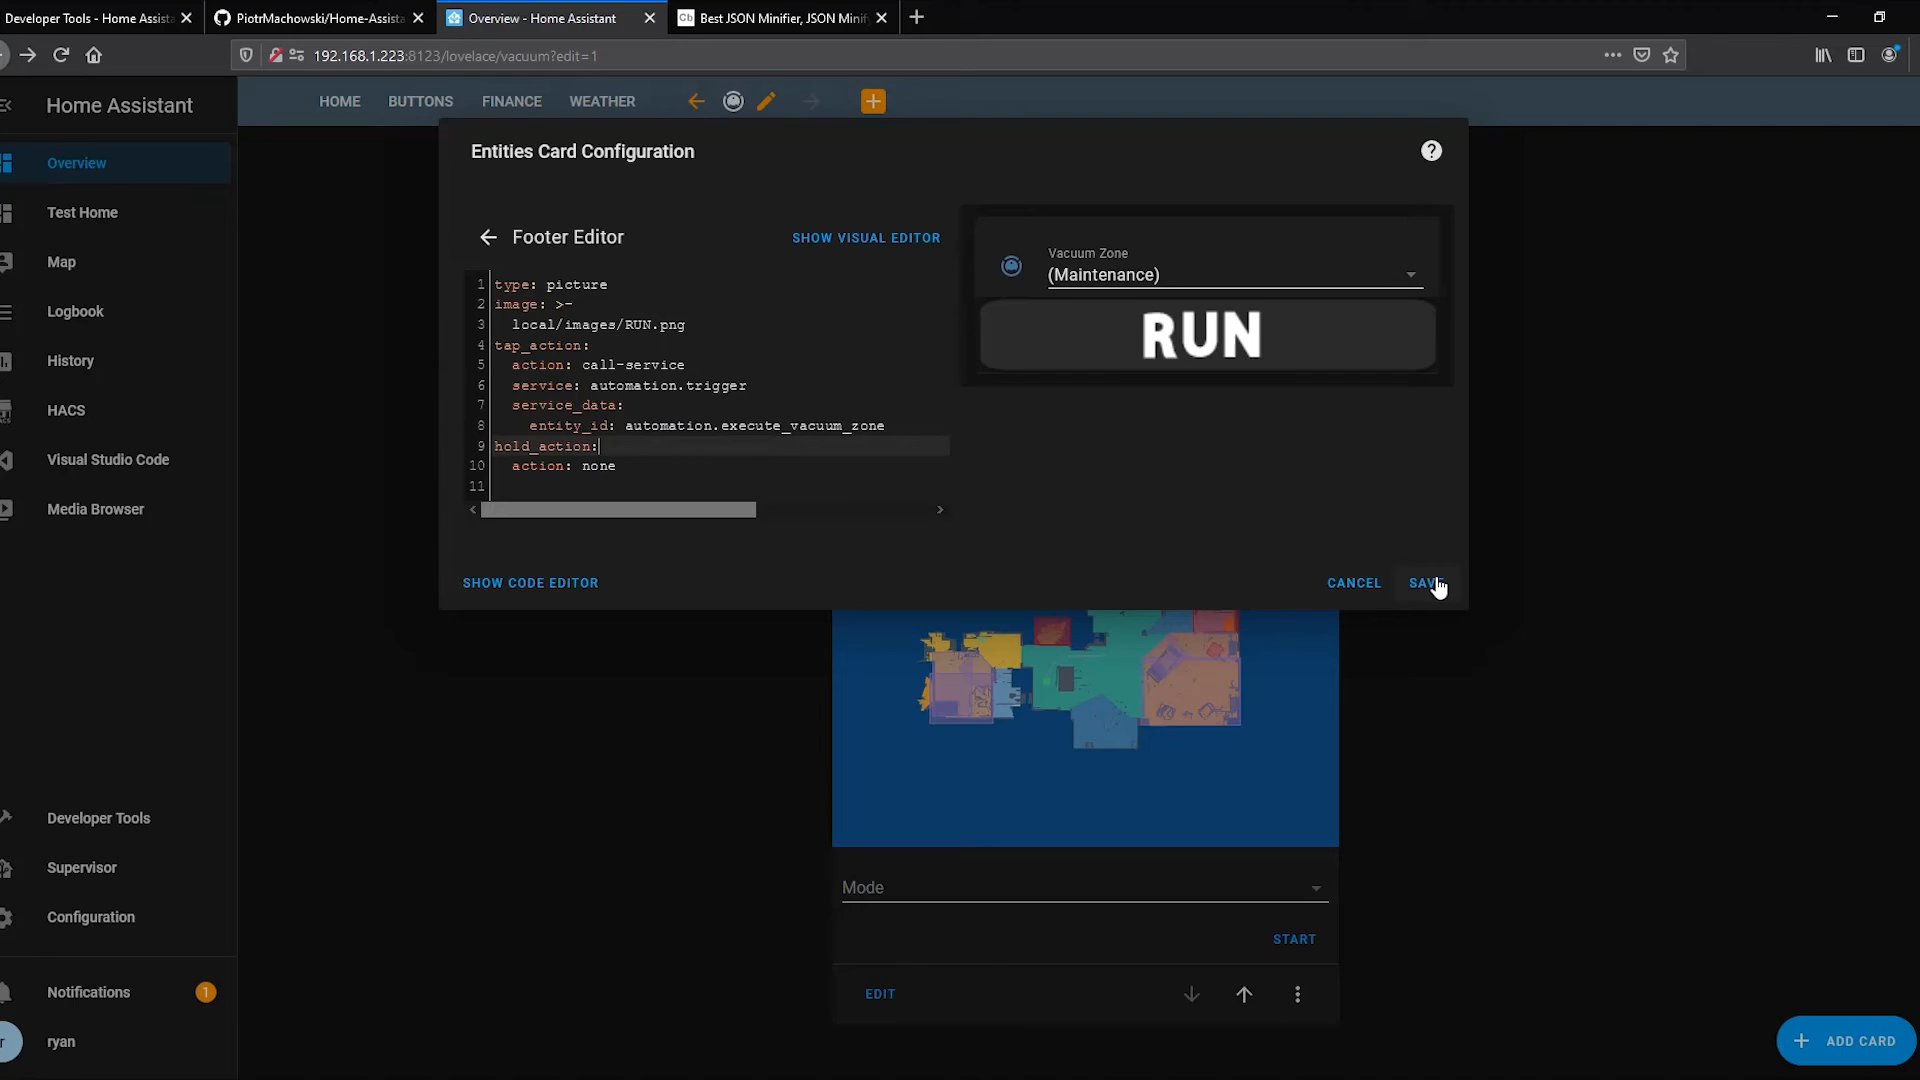 Developer Tools - Home Assista
PiotrMachowski/Home-Assista
Overview - Home Assistant
Cb Best JSON Minifier, JSON Minif
192.168.1.223:8123/lovelace/vacuum?edit=1
Home Assistant
HOME
BUTTONS
FINANCE
WEATHER
Overview
Test Home
Map
Logbook
History
HACS
Visual Studio Code
Media Browser
Developer Tools
Supervisor
Configuration
Notifications
1
r
ryan
Entities Card Configuration
Footer Editor
SHOW VISUAL EDITOR
1 type: picture
2 image: >-
3 local/images/RUN.png
4 tap_action:
5 action: call-service
6 service: automation.trigger
7 service_data:
8 entity_id: automation.execute_vacuum_zone
9 hold_action:
10 action: none
11
Vacuum Zone
(Maintenance)
RUN
SHOW CODE EDITOR
CANCEL
SAVE
Mode
START
EDIT
ADD CARD